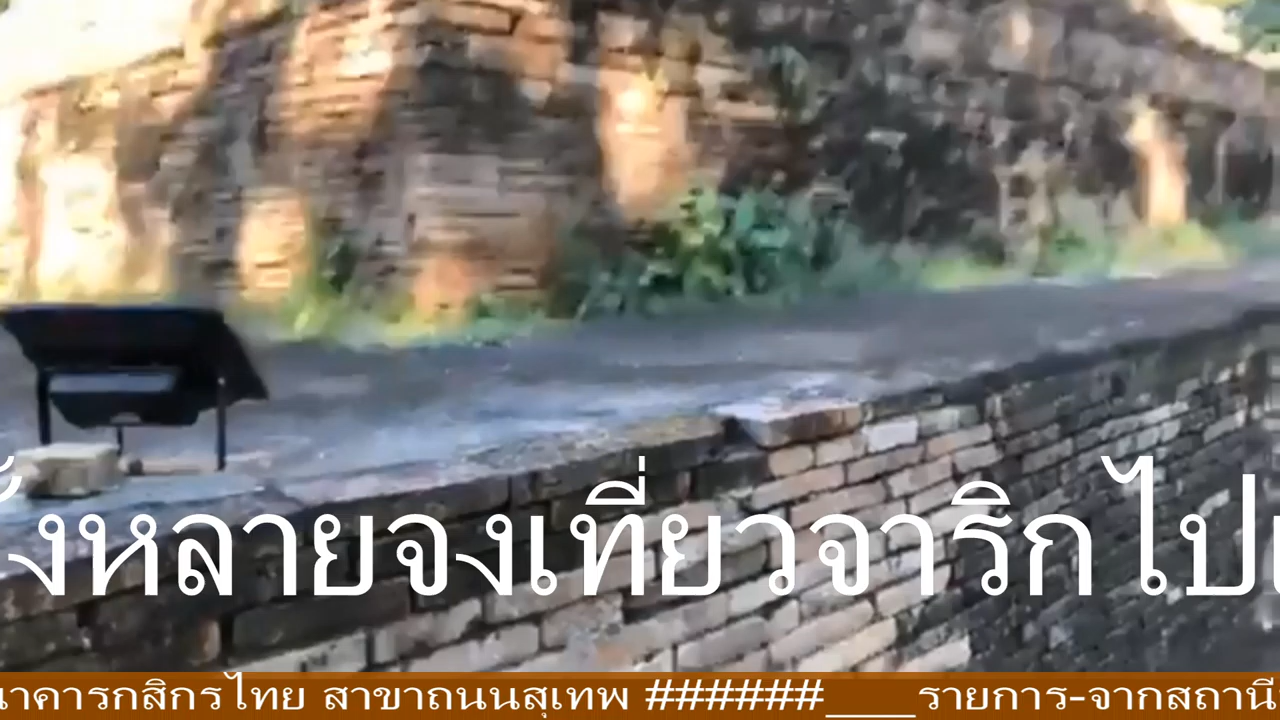 ั้งหลายจงเที่ยวจาริกไป
นาคารกสิกรไทย สาขาถนนสุเทพ ######___รายการ-จากสถานี